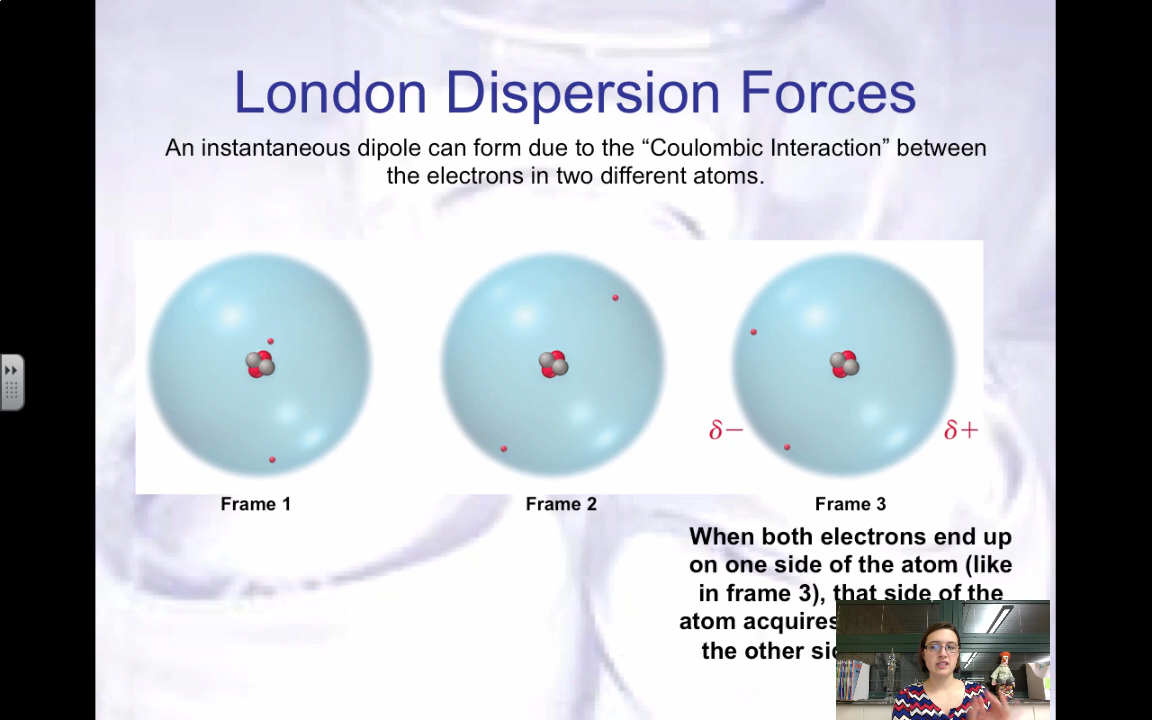 London Dispersion Forces
An instantaneous dipole can form due to the “Coulombic Interaction” between
the electrons in two different atoms.
δ−
δ+
Frame 1
Frame 2
Frame 3
When both electrons end up
on one side of the atom (like
in frame 3), that side of the
atom acquires
the other